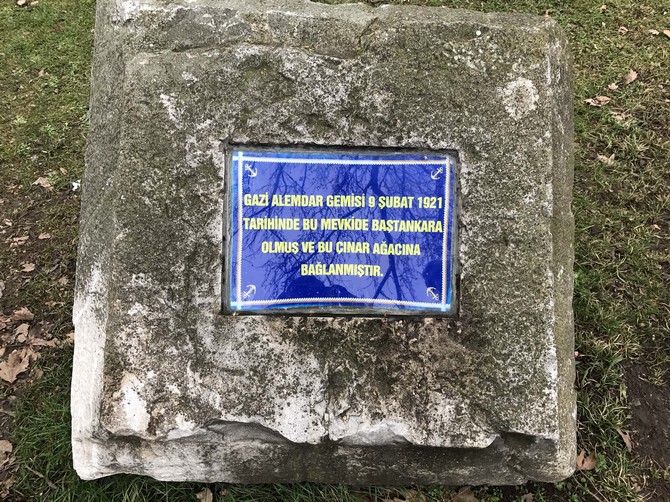 GAZİ ALEMDAR GEMİSİ 9 ŞUBAT 1921
TARİHİNDE BU MEVKİDE BASTANKARA
OLMUŞ VE BU ÇINAR AĞACINA
BAĞLANMIŞTIR.